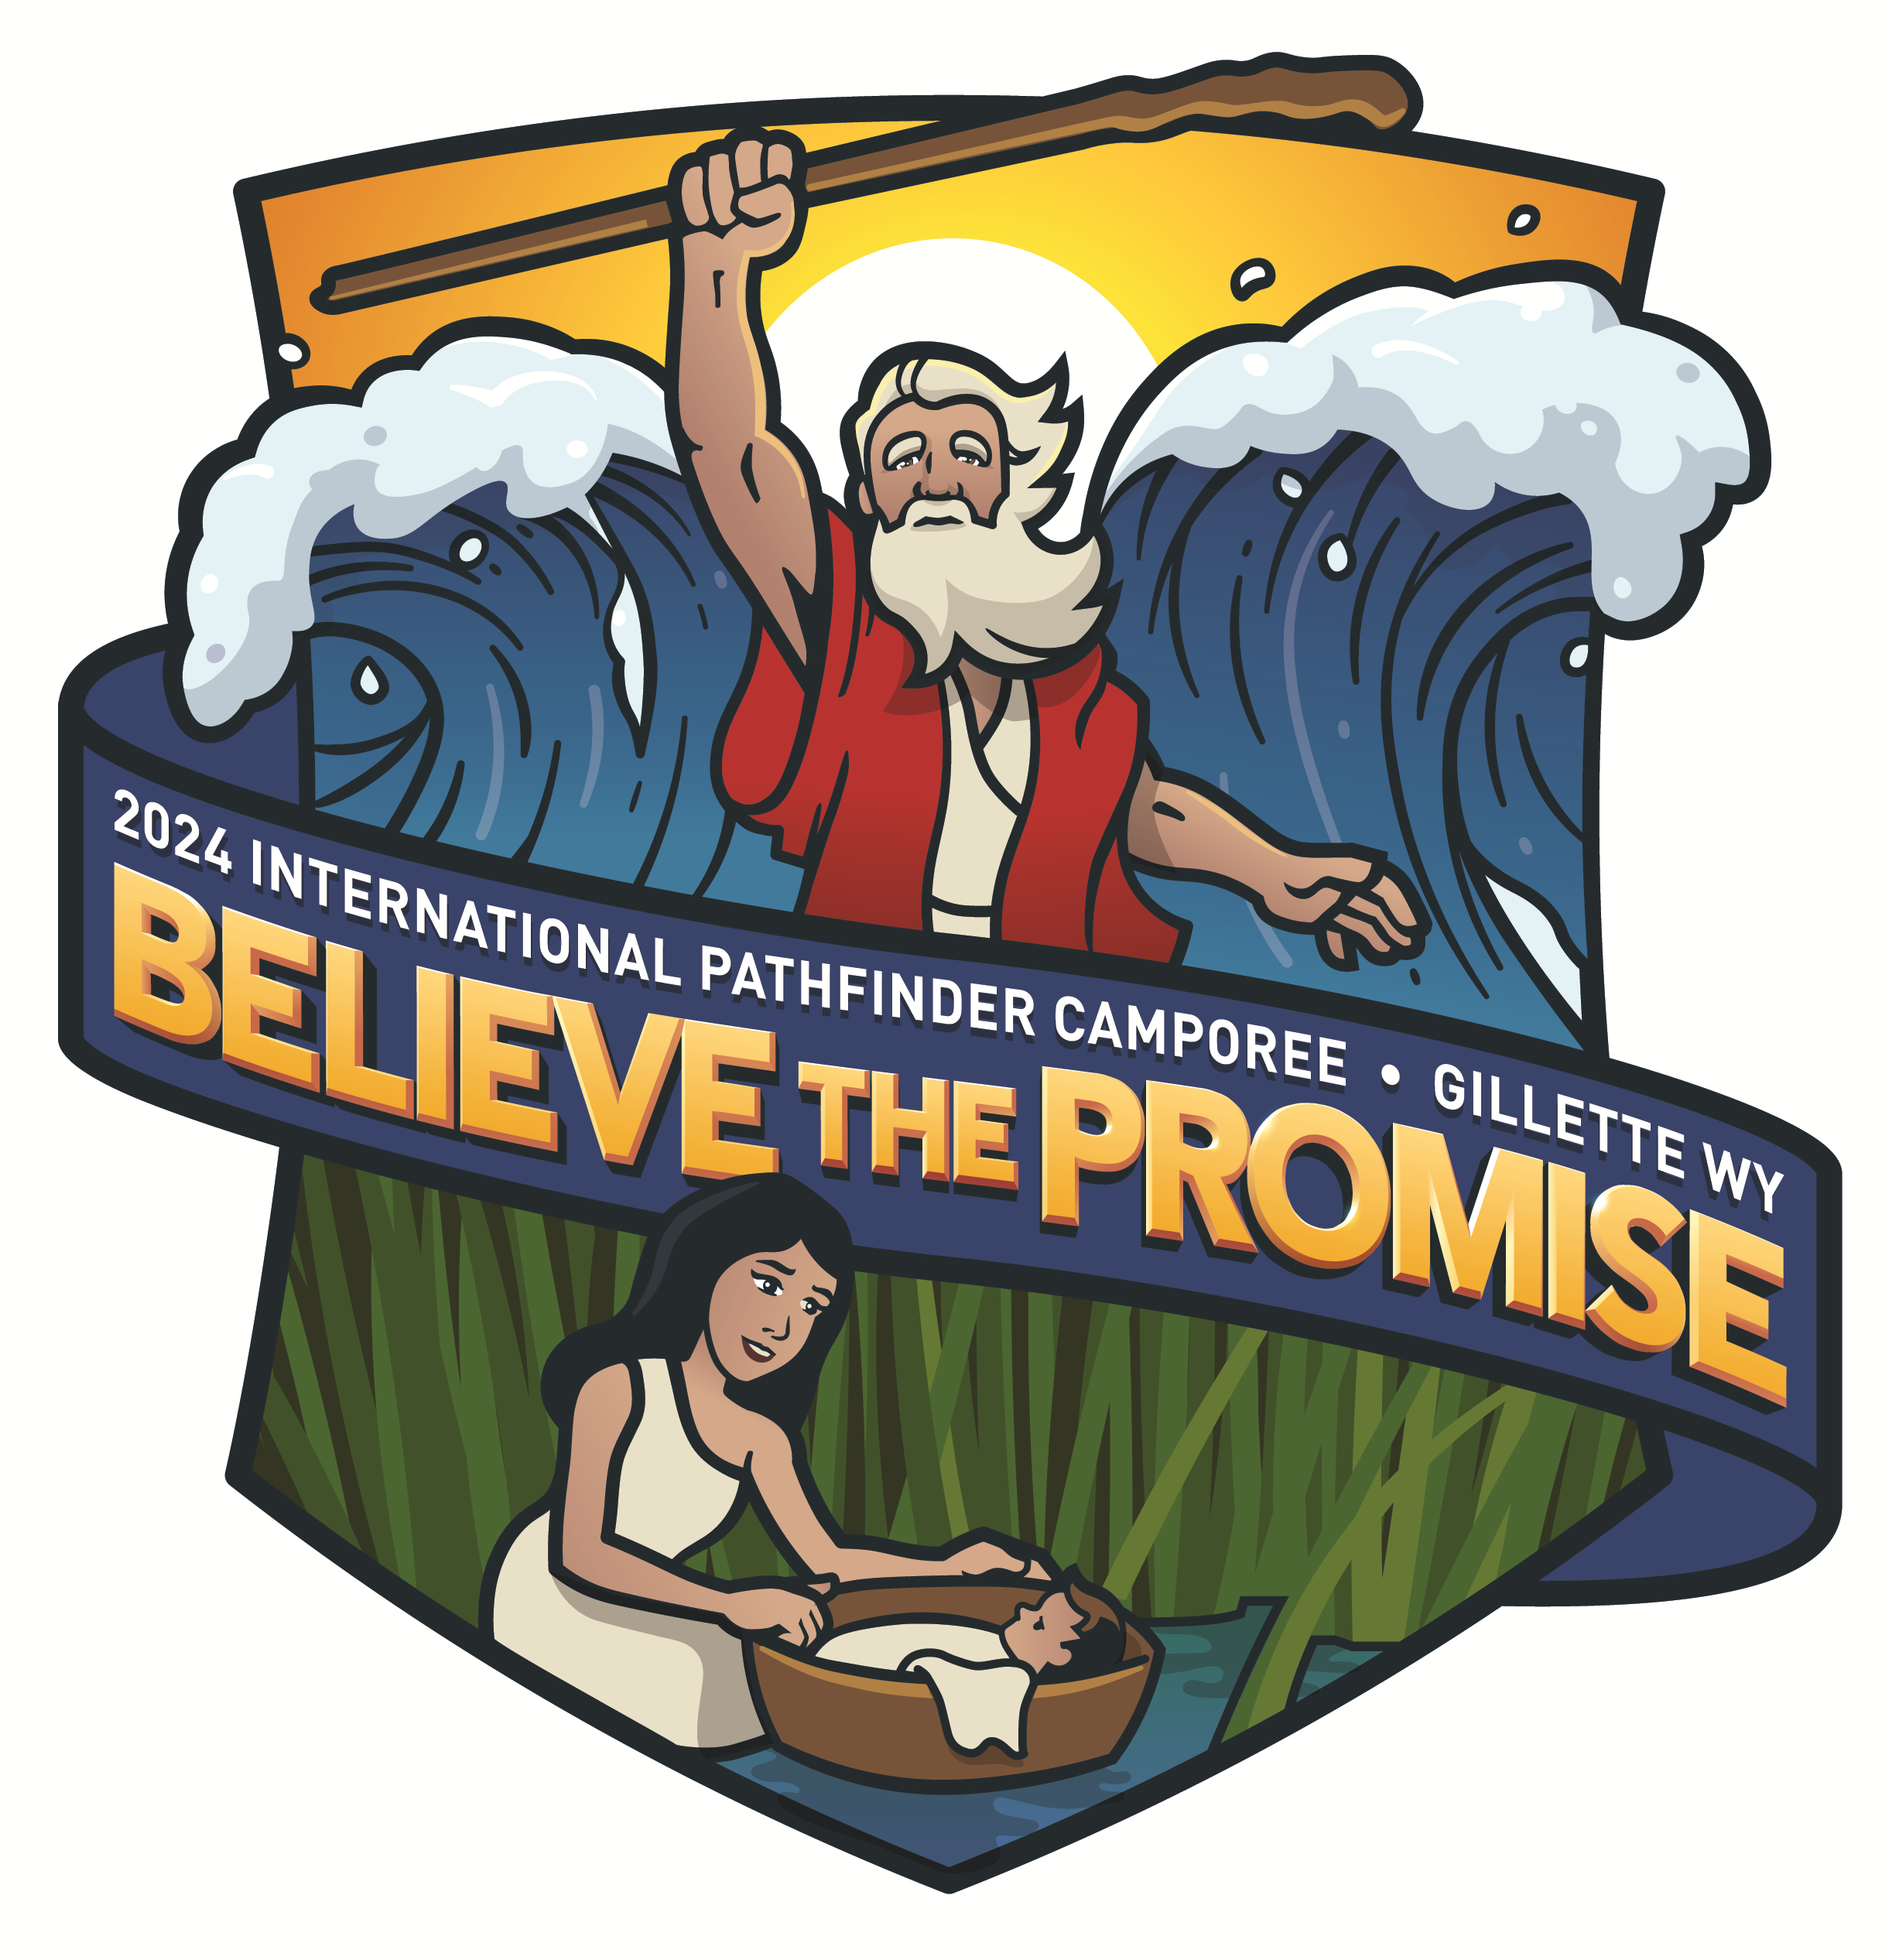 2024 INTERNATIONAL PATHFINDER CAMPOREE • GILLETTE WY
BELIEVE THE PROMISE